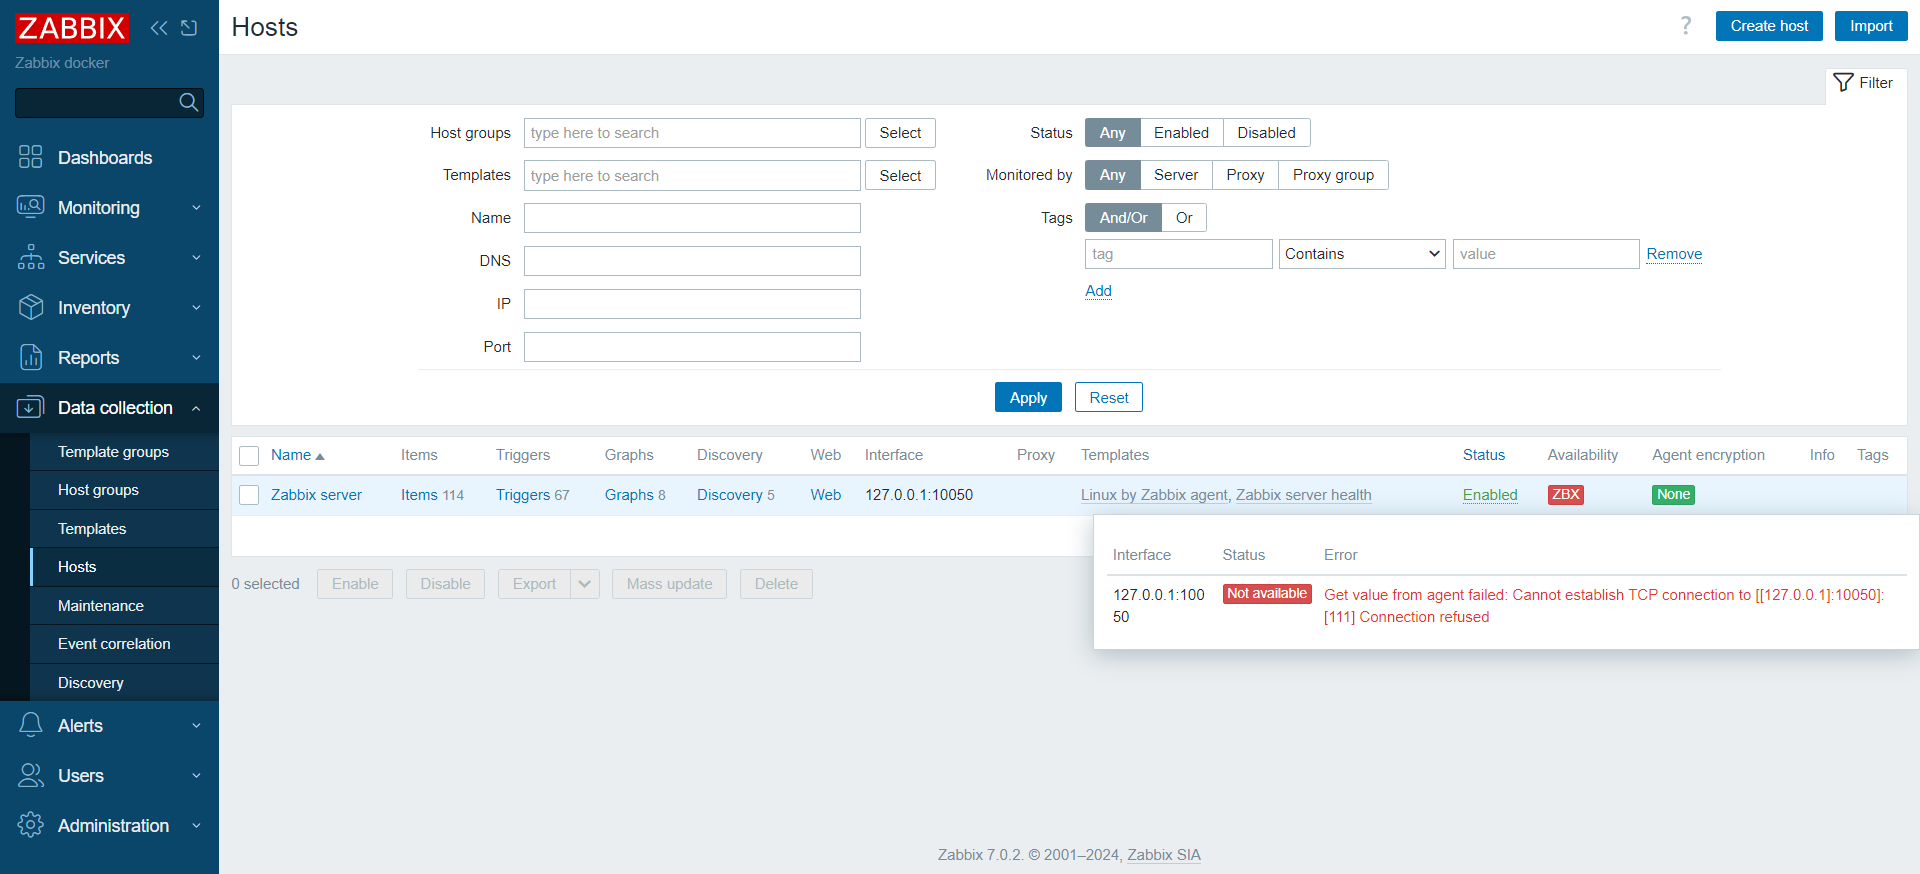 ZABBIX
Zabbix docker
Dashboards
Monitoring
Services
Inventory
Reports
Data collection
Template groups
Host groups
Templates
Hosts
Maintenance
Event correlation
Discovery
Alerts
Users
Administration
Hosts
? Create host Import
Filter
Host groups type here to search Select
Templates type here to search Select
Name
DNS
IP
Port
Status Any Enabled Disabled
Monitored by Any Server Proxy Proxy group
Tags And/Or Or
tag Contains value Remove
Add
Apply Reset
Name Items Triggers Graphs Discovery Web Interface Proxy Templates Status Availability Agent encryption Info Tags
Zabbix server Items 114 Triggers 67 Graphs 8 Discovery 5 Web 127.0.0.1:10050 Linux by Zabbix agent, Zabbix server health Enabled ZBX None
Interface Status Error
127.0.0.1:100 Not available Get value from agent failed: Cannot establish TCP connection to [[127.0.0.1]:10050]:
50 [111] Connection refused
0 selected Enable Disable Export Mass update Delete
Zabbix 7.0.2. © 2001–2024, Zabbix SIA